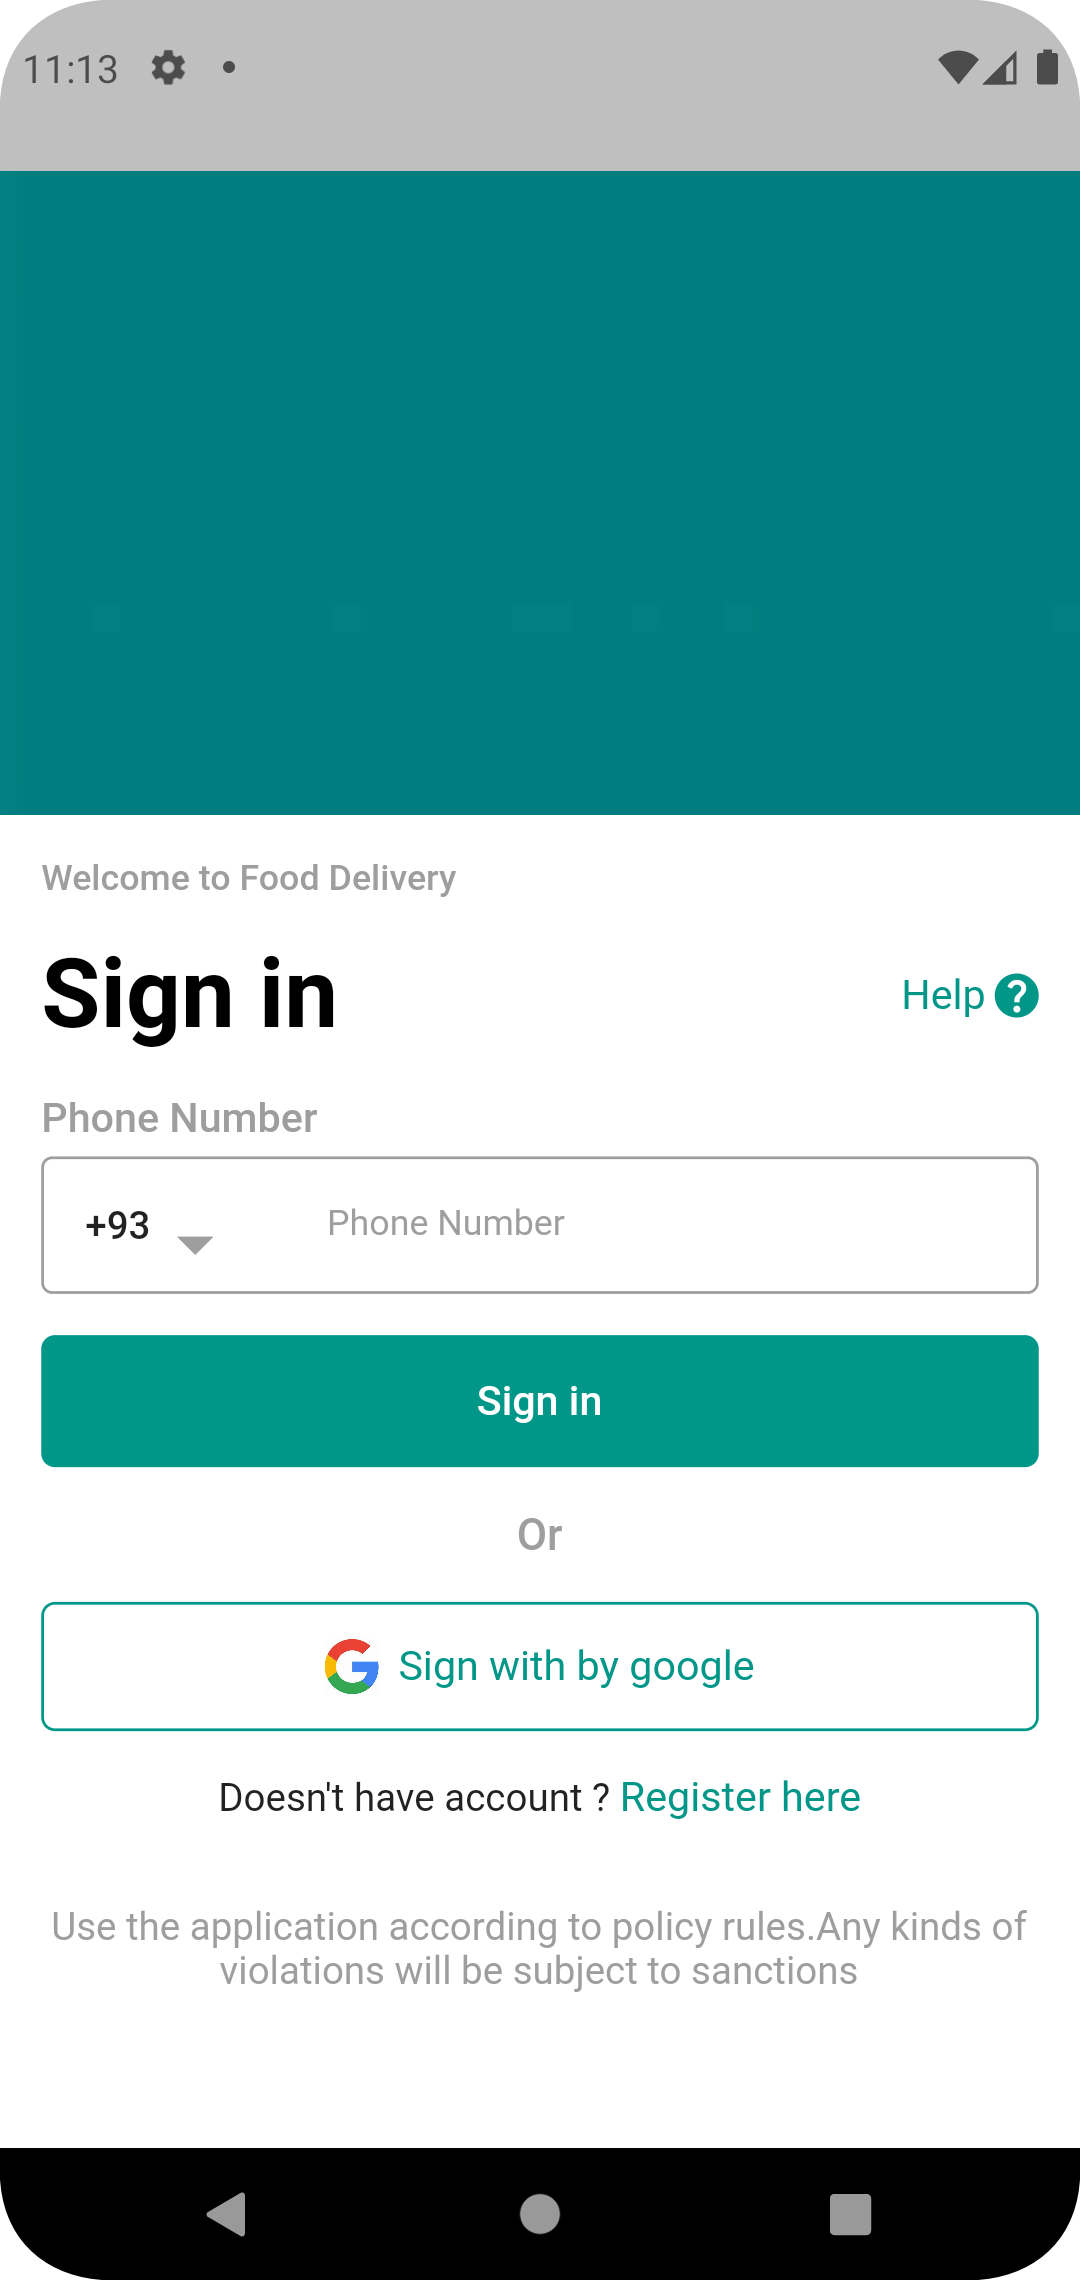 11:13
Welcome to Food Delivery
Sign in
Help
Phone Number
+93 Phone Number
Sign in
Or
Sign with by google
Doesn't have account ? Register here
Use the application according to policy rules.Any kinds of
violations will be subject to sanctions